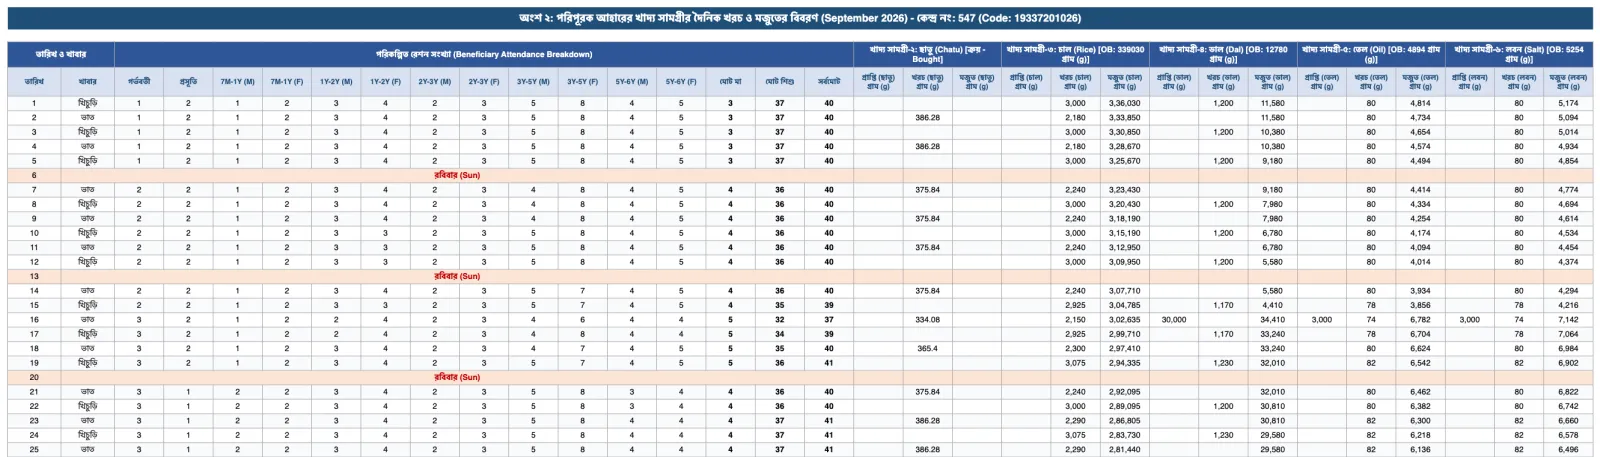 অংশ ২: পরিপূরক আহারের খাদ্য সামগ্রীর দৈনিক খরচ ও মজুতের বিবরণ (September 2026) - কেন্দ্র নং: 547 (Code: 19337201026)
তারিখ ও খাবার পরিকল্পিত রেশন সংখ্যা (Beneficiary Attendance Breakdown) খাদ্য সামগ্রী-২: ছাতু (Chatu) [ক্রয় - Bought] খাদ্য সামগ্রী-৩: চাল (Rice) [OB: 339030 গ্রাম (g)] খাদ্য সামগ্রী-৪: ডাল (Dal) [OB: 12780 গ্রাম (g)] খাদ্য সামগ্রী-৫: তেল (Oil) [OB: 4894 গ্রাম (g)] খাদ্য সামগ্রী-৬: লবন (Salt) [OB: 5254 গ্রাম (g)]
তারিখ খাবার গর্ভবতী প্রসূতি 7M-1Y (M) 7M-1Y (F) 1Y-2Y (M) 1Y-2Y (F) 2Y-3Y (M) 2Y-3Y (F) 3Y-5Y (M) 3Y-5Y (F) 5Y-6Y (M) 5Y-6Y (F) মোট মা মোট শিশু সর্বমোট প্রাপ্তি (ছাতু) গ্রাম (g) খরচ (ছাতু) গ্রাম (g) মজুত (ছাতু) গ্রাম (g) প্রাপ্তি (চাল) গ্রাম (g) খরচ (চাল) গ্রাম (g) মজুত (চাল) গ্রাম (g) প্রাপ্তি (ডাল) গ্রাম (g) খরচ (ডাল) গ্রাম (g) মজুত (ডাল) গ্রাম (g) প্রাপ্তি (তেল) গ্রাম (g) খরচ (তেল) গ্রাম (g) মজুত (তেল) গ্রাম (g) প্রাপ্তি (লবন) গ্রাম (g) খরচ (লবন) গ্রাম (g) মজুত (লবন) গ্রাম (g)
1 খিচুড়ি 1 2 1 2 3 4 2 3 5 8 4 5 3 37 40 3,000 3,36,030 1,200 11,580 80 4,814 80 5,174
2 ভাত 1 2 1 2 3 4 2 3 5 8 4 5 3 37 40 386.28 2,180 3,33,850 11,580 80 4,734 80 5,094
3 খিচুড়ি 1 2 1 2 3 4 2 3 5 8 4 5 3 37 40 3,000 3,30,850 1,200 10,380 80 4,654 80 5,014
4 ভাত 1 2 1 2 3 4 2 3 5 8 4 5 3 37 40 386.28 2,180 3,28,670 10,380 80 4,574 80 4,934
5 খিচুড়ি 1 2 1 2 3 4 2 3 5 8 4 5 3 37 40 3,000 3,25,670 1,200 9,180 80 4,494 80 4,854
6 রবিবার (Sun)
7 ভাত 2 2 1 2 3 4 2 3 4 8 4 5 4 36 40 375.84 2,240 3,23,430 9,180 80 4,414 80 4,774
8 খিচুড়ি 2 2 1 2 3 4 2 3 4 8 4 5 4 36 40 3,000 3,20,430 1,200 7,980 80 4,334 80 4,694
9 ভাত 2 2 1 2 3 4 2 3 4 8 4 5 4 36 40 375.84 2,240 3,18,190 7,980 80 4,254 80 4,614
10 খিচুড়ি 2 2 1 2 3 3 2 3 5 8 4 5 4 36 40 3,000 3,15,190 1,200 6,780 80 4,174 80 4,534
11 ভাত 2 2 1 2 3 4 2 3 4 8 4 5 4 36 40 375.84 2,240 3,12,950 6,780 80 4,094 80 4,454
12 খিচুড়ি 2 2 1 2 3 3 2 3 5 8 4 5 4 36 40 3,000 3,09,950 1,200 5,580 80 4,014 80 4,374
13 রবিবার (Sun)
14 ভাত 2 2 1 2 3 4 2 3 5 7 4 5 4 36 40 375.84 2,240 3,07,710 5,580 80 3,934 80 4,294
15 খিচুড়ি 2 2 1 2 3 3 2 3 5 7 4 5 4 35 39 2,925 3,04,785 1,170 4,410 78 3,856 78 4,216
16 ভাত 3 2 1 2 2 4 2 3 4 6 4 4 5 32 37 334.08 2,150 3,02,635 30,000 34,410 3,000 74 6,782 3,000 74 7,142
17 খিচুড়ি 3 2 1 2 2 4 2 3 4 8 4 4 5 34 39 2,925 2,99,710 1,170 33,240 78 6,704 78 7,064
18 ভাত 3 2 1 2 3 4 2 3 4 7 4 5 5 35 40 365.4 2,300 2,97,410 33,240 80 6,624 80 6,984
19 খিচুড়ি 3 2 1 2 3 4 2 3 5 7 4 5 5 36 41 3,075 2,94,335 1,230 32,010 82 6,542 82 6,902
20 রবিবার (Sun)
21 ভাত 3 1 2 2 3 4 2 3 5 8 3 4 4 36 40 375.84 2,240 2,92,095 32,010 80 6,462 80 6,822
22 খিচুড়ি 3 1 2 2 3 4 2 3 5 8 3 4 4 36 40 3,000 2,89,095 1,200 30,810 80 6,382 80 6,742
23 ভাত 3 1 2 2 3 4 2 3 5 8 4 4 4 37 41 386.28 2,290 2,86,805 30,810 82 6,300 82 6,660
24 খিচুড়ি 3 1 2 2 3 4 2 3 5 8 4 4 4 37 41 3,075 2,83,730 1,230 29,580 82 6,218 82 6,578
25 ভাত 3 1 2 2 3 4 2 3 5 8 4 4 4 37 41 386.28 2,290 2,81,440 29,580 82 6,136 82 6,496